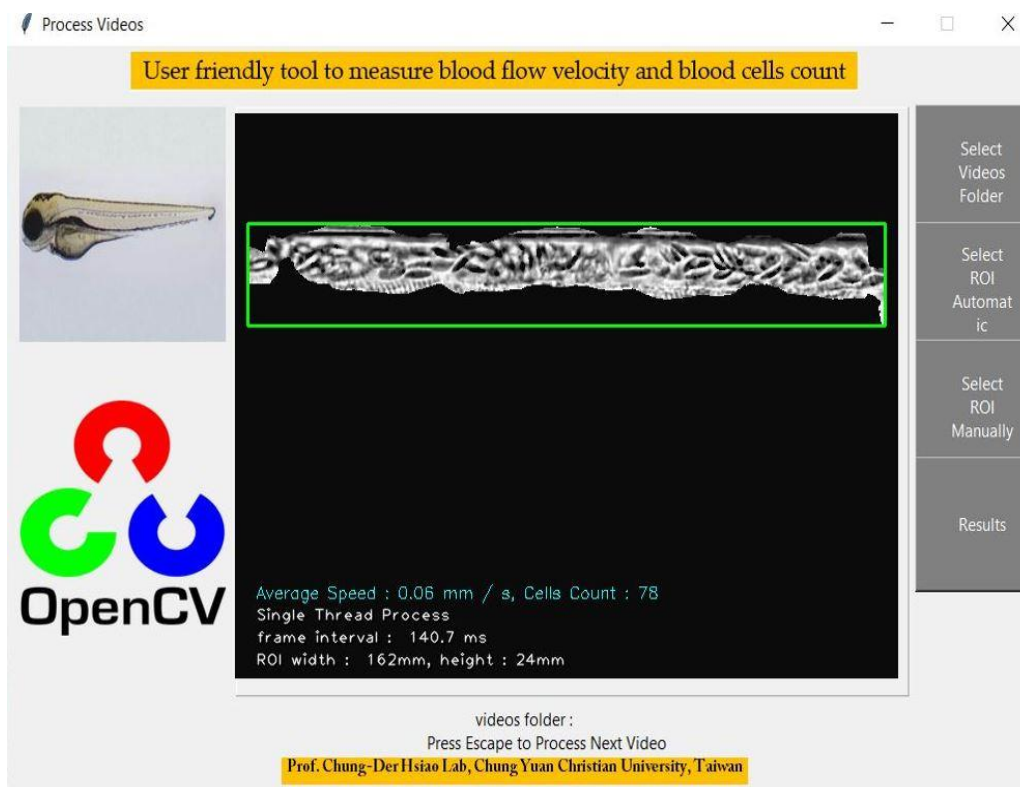 Process Videos
User friendly tool to measure blood flow velocity and blood cells count
Select
Videos
Folder
Select
ROI
Automat
ic
Select
ROI
Manually
Results
OpenCV
Average Speed : 0.06 mm / s, Cells Count : 78
Single Thread Process
frame interval : 140.7 ms
ROI width : 162mm, height : 24mm
videos folder :
Press Escape to Process Next Video
Prof. Chung-Der Hsiao Lab, Chung Yuan Christian University, Taiwan